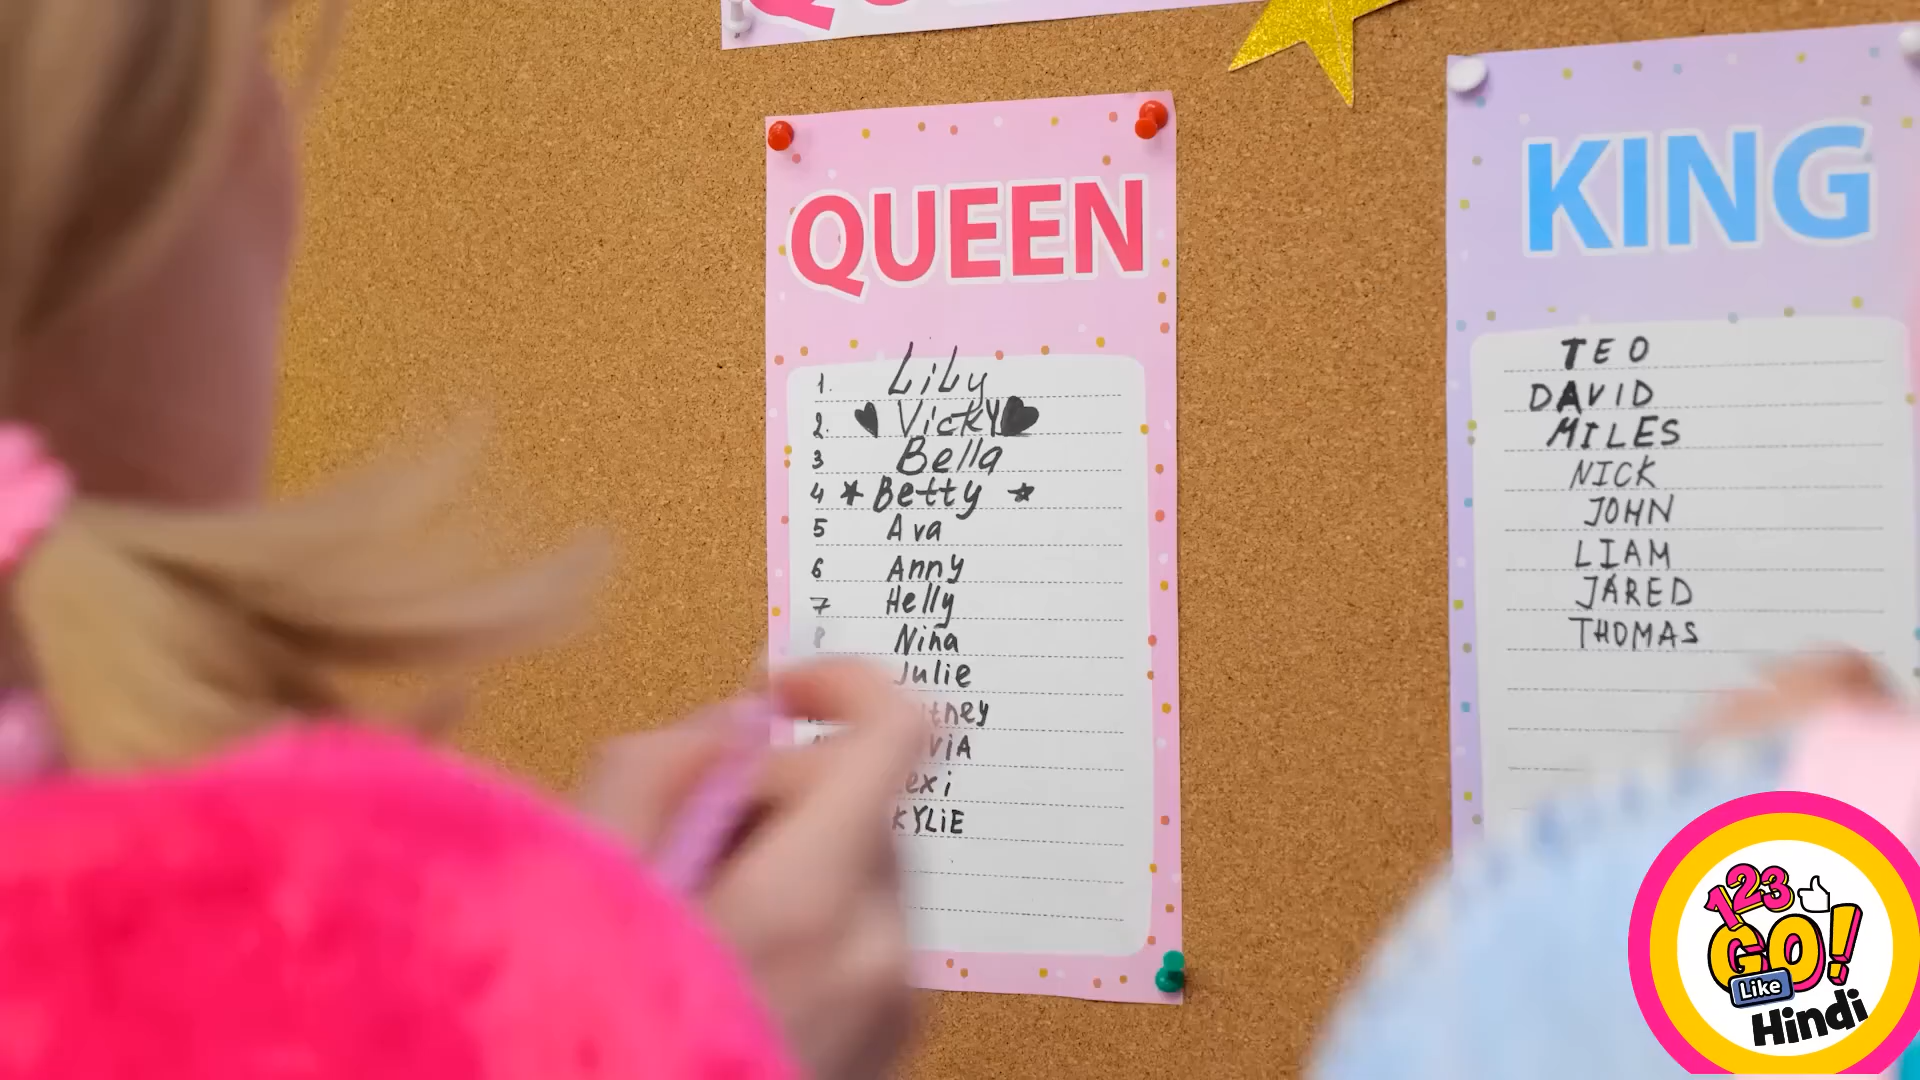 QUEEN
1. Lily
2. Vicky
3 Bella
4 Betty
5 Ava
6 Anny
7 Helly
8 Nina
Julie
KYLiE
KING
TEO
DAVID
MILES
NICK
JOHN
LIAM
JARED
THOMAS
123
GO!
Like
Hindi